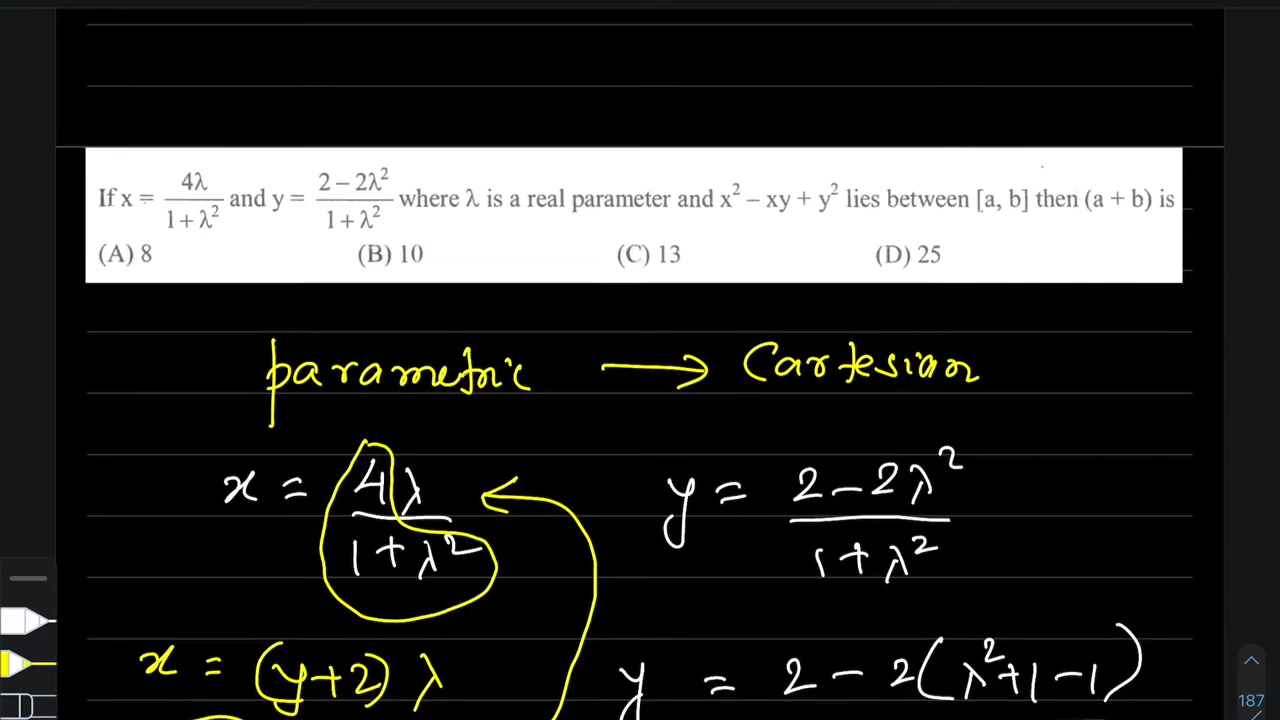 If x = 4λ / 1 + λ² and y = 2 − 2λ² / 1 + λ² where λ is a real parameter and x² − xy + y² lies between [a, b] then (a + b) is
(A) 8 (B) 10 (C) 13 (D) 25
parametric → Cartesian
x = 4λ / 1 + λ² y = 2 − 2λ² / 1 + λ²
x = (y+2) λ y = 2 − 2(λ² + 1 − 1)
187